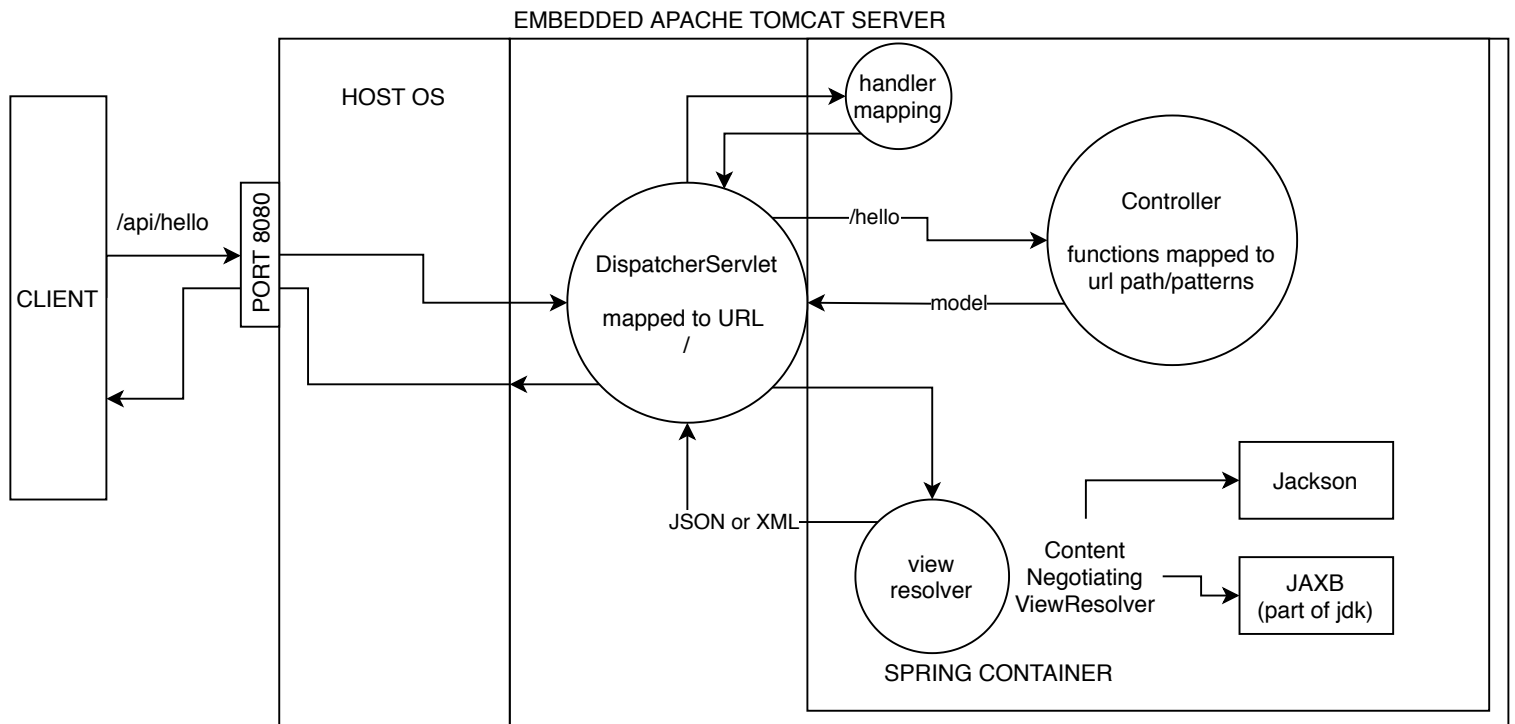 EMBEDDED APACHE TOMCAT SERVER
HOST OS
handler
mapping
/api/hello
PORT 8080
CLIENT
DispatcherServlet
mapped to URL
/
/hello
Controller
functions mapped to
url path/patterns
model
JSON or XML
view
resolver
Content
Negotiating
ViewResolver
Jackson
JAXB
(part of jdk)
SPRING CONTAINER